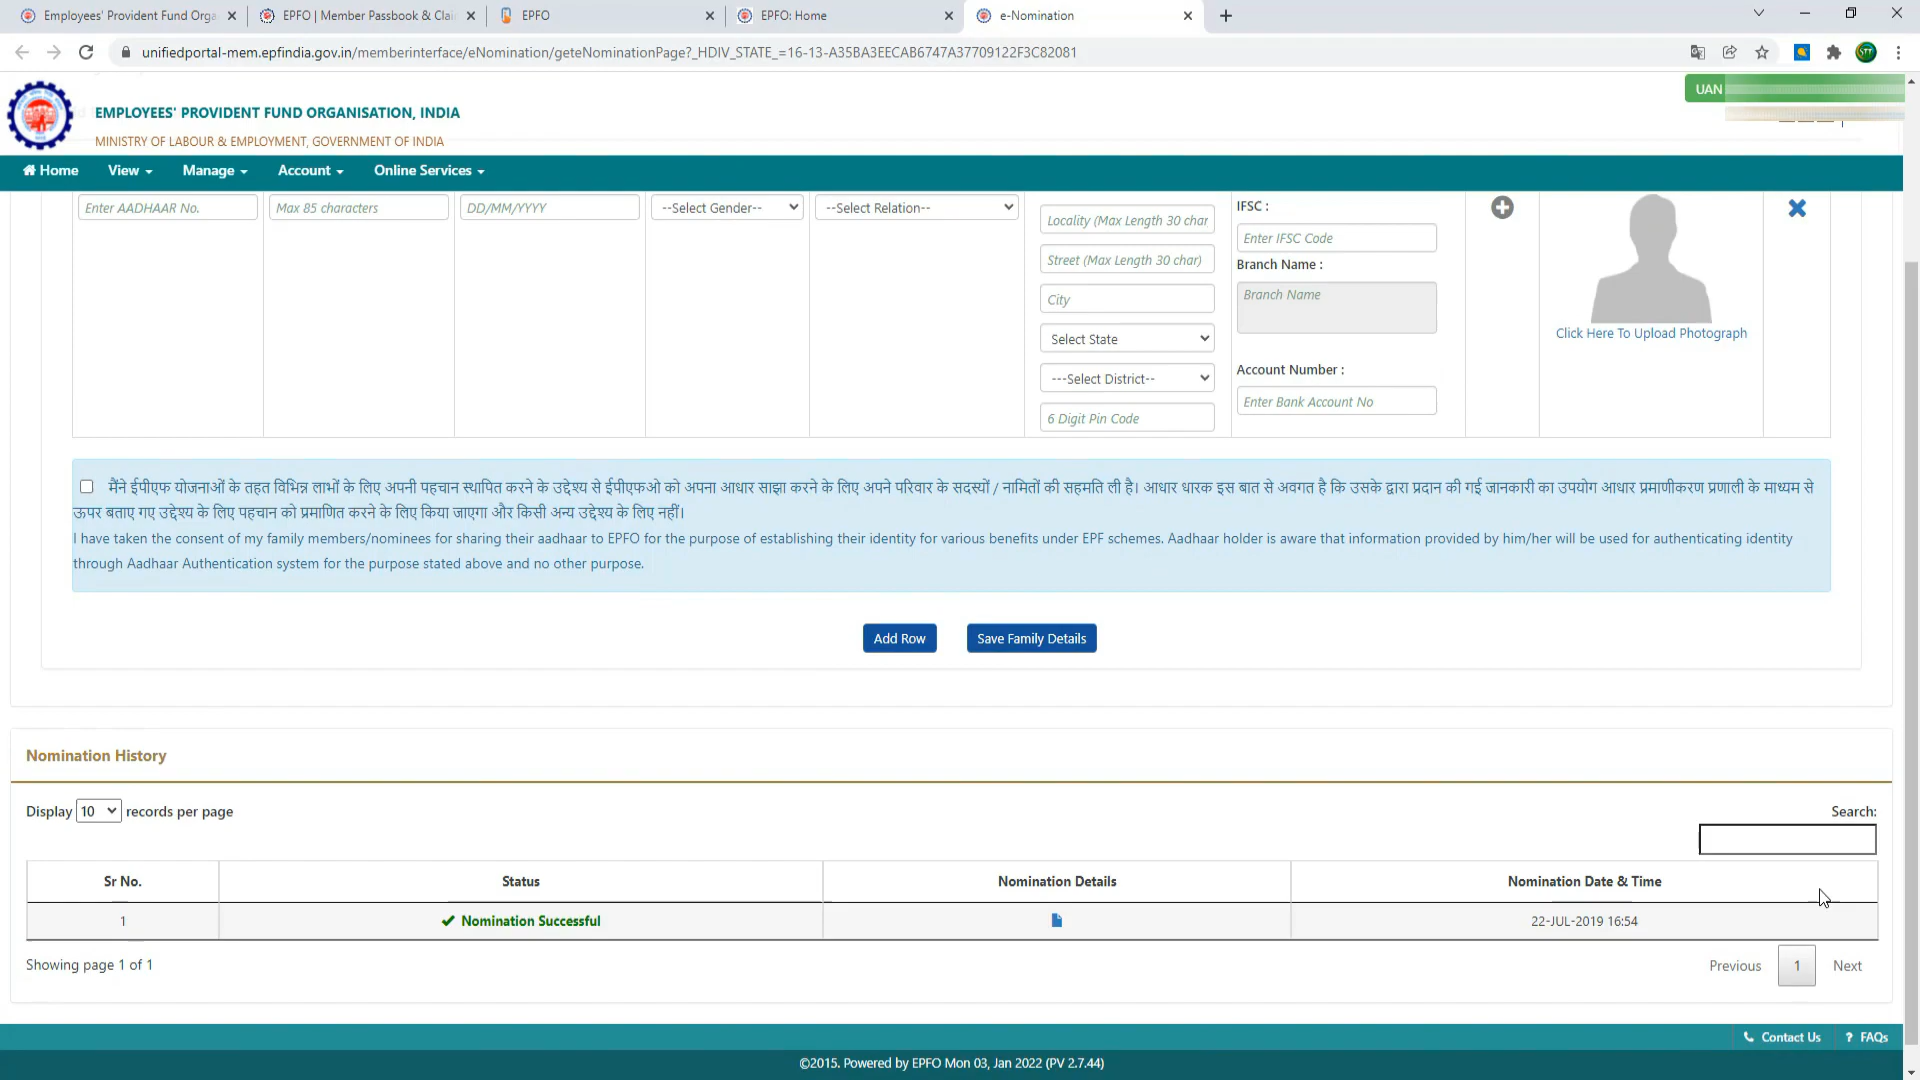 Employees' Provident Fund Orga
EPFO | Member Passbook & Clai
EPFO
EPFO: Home
e-Nomination
unifiedportal-mem.epfindia.gov.in/memberinterface/eNomination/geteNominationPage?_HDIV_STATE_=16-13-A35BA3EECAB6747A37709122F3C82081
STT
UAN
EMPLOYEES' PROVIDENT FUND ORGANISATION, INDIA
MINISTRY OF LABOUR & EMPLOYMENT, GOVERNMENT OF INDIA
Home View Manage Account Online Services
Enter AADHAAR No.
Max 85 characters
DD/MM/YYYY
--Select Gender--
--Select Relation--
Locality (Max Length 30 char
Street (Max Length 30 char)
City
Select State
---Select District--
6 Digit Pin Code
IFSC :
Enter IFSC Code
Branch Name :
Branch Name
Account Number :
Enter Bank Account No
Click Here To Upload Photograph
मैंने ईपीएफ योजनाओं के तहत विभिन्न लाभों के लिए अपनी पहचान स्थापित करने के उद्देश्य से ईपीएफओ को अपना आधार साझा करने के लिए अपने परिवार के सदस्यों / नामितों की सहमति ली है। आधार धारक इस बात से अवगत है कि उसके द्वारा प्रदान की गई जानकारी का उपयोग आधार प्रमाणीकरण प्रणाली के माध्यम से
ऊपर बताए गए उद्देश्य के लिए पहचान को प्रमाणित करने के लिए किया जाएगा और किसी अन्य उद्देश्य के लिए नहीं।
I have taken the consent of my family members/nominees for sharing their aadhaar to EPFO for the purpose of establishing their identity for various benefits under EPF schemes. Aadhaar holder is aware that information provided by him/her will be used for authenticating identity
through Aadhaar Authentication system for the purpose stated above and no other purpose.
Add Row
Save Family Details
Nomination History
Display 10 records per page
Search:
Sr No. Status Nomination Details Nomination Date & Time
1 Nomination Successful 22-JUL-2019 16:54
Showing page 1 of 1
Previous 1 Next
Contact Us ? FAQs
©2015. Powered by EPFO Mon 03, Jan 2022 (PV 2.7.44)